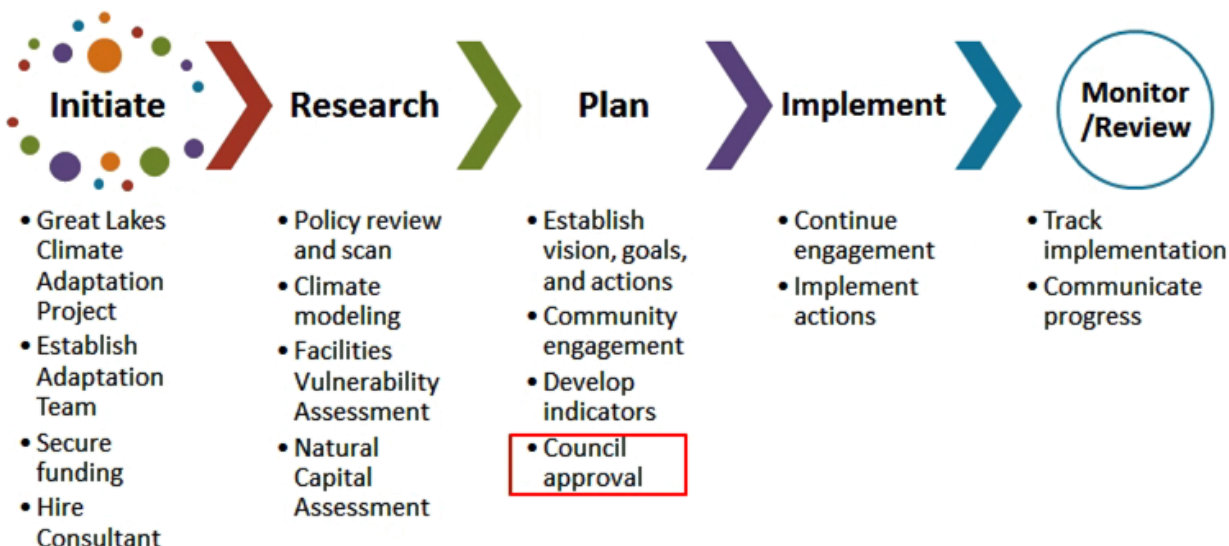 Initiate
Research
Plan
Implement
Monitor
/Review
• Great Lakes
Climate
Adaptation
Project
• Establish
Adaptation
Team
• Secure
funding
• Hire
Consultant
• Policy review
and scan
• Climate
modeling
• Facilities
Vulnerability
Assessment
• Natural
Capital
Assessment
• Establish
vision, goals,
and actions
• Community
engagement
• Develop
indicators
• Council
approval
• Continue
engagement
• Implement
actions
• Track
implementation
• Communicate
progress